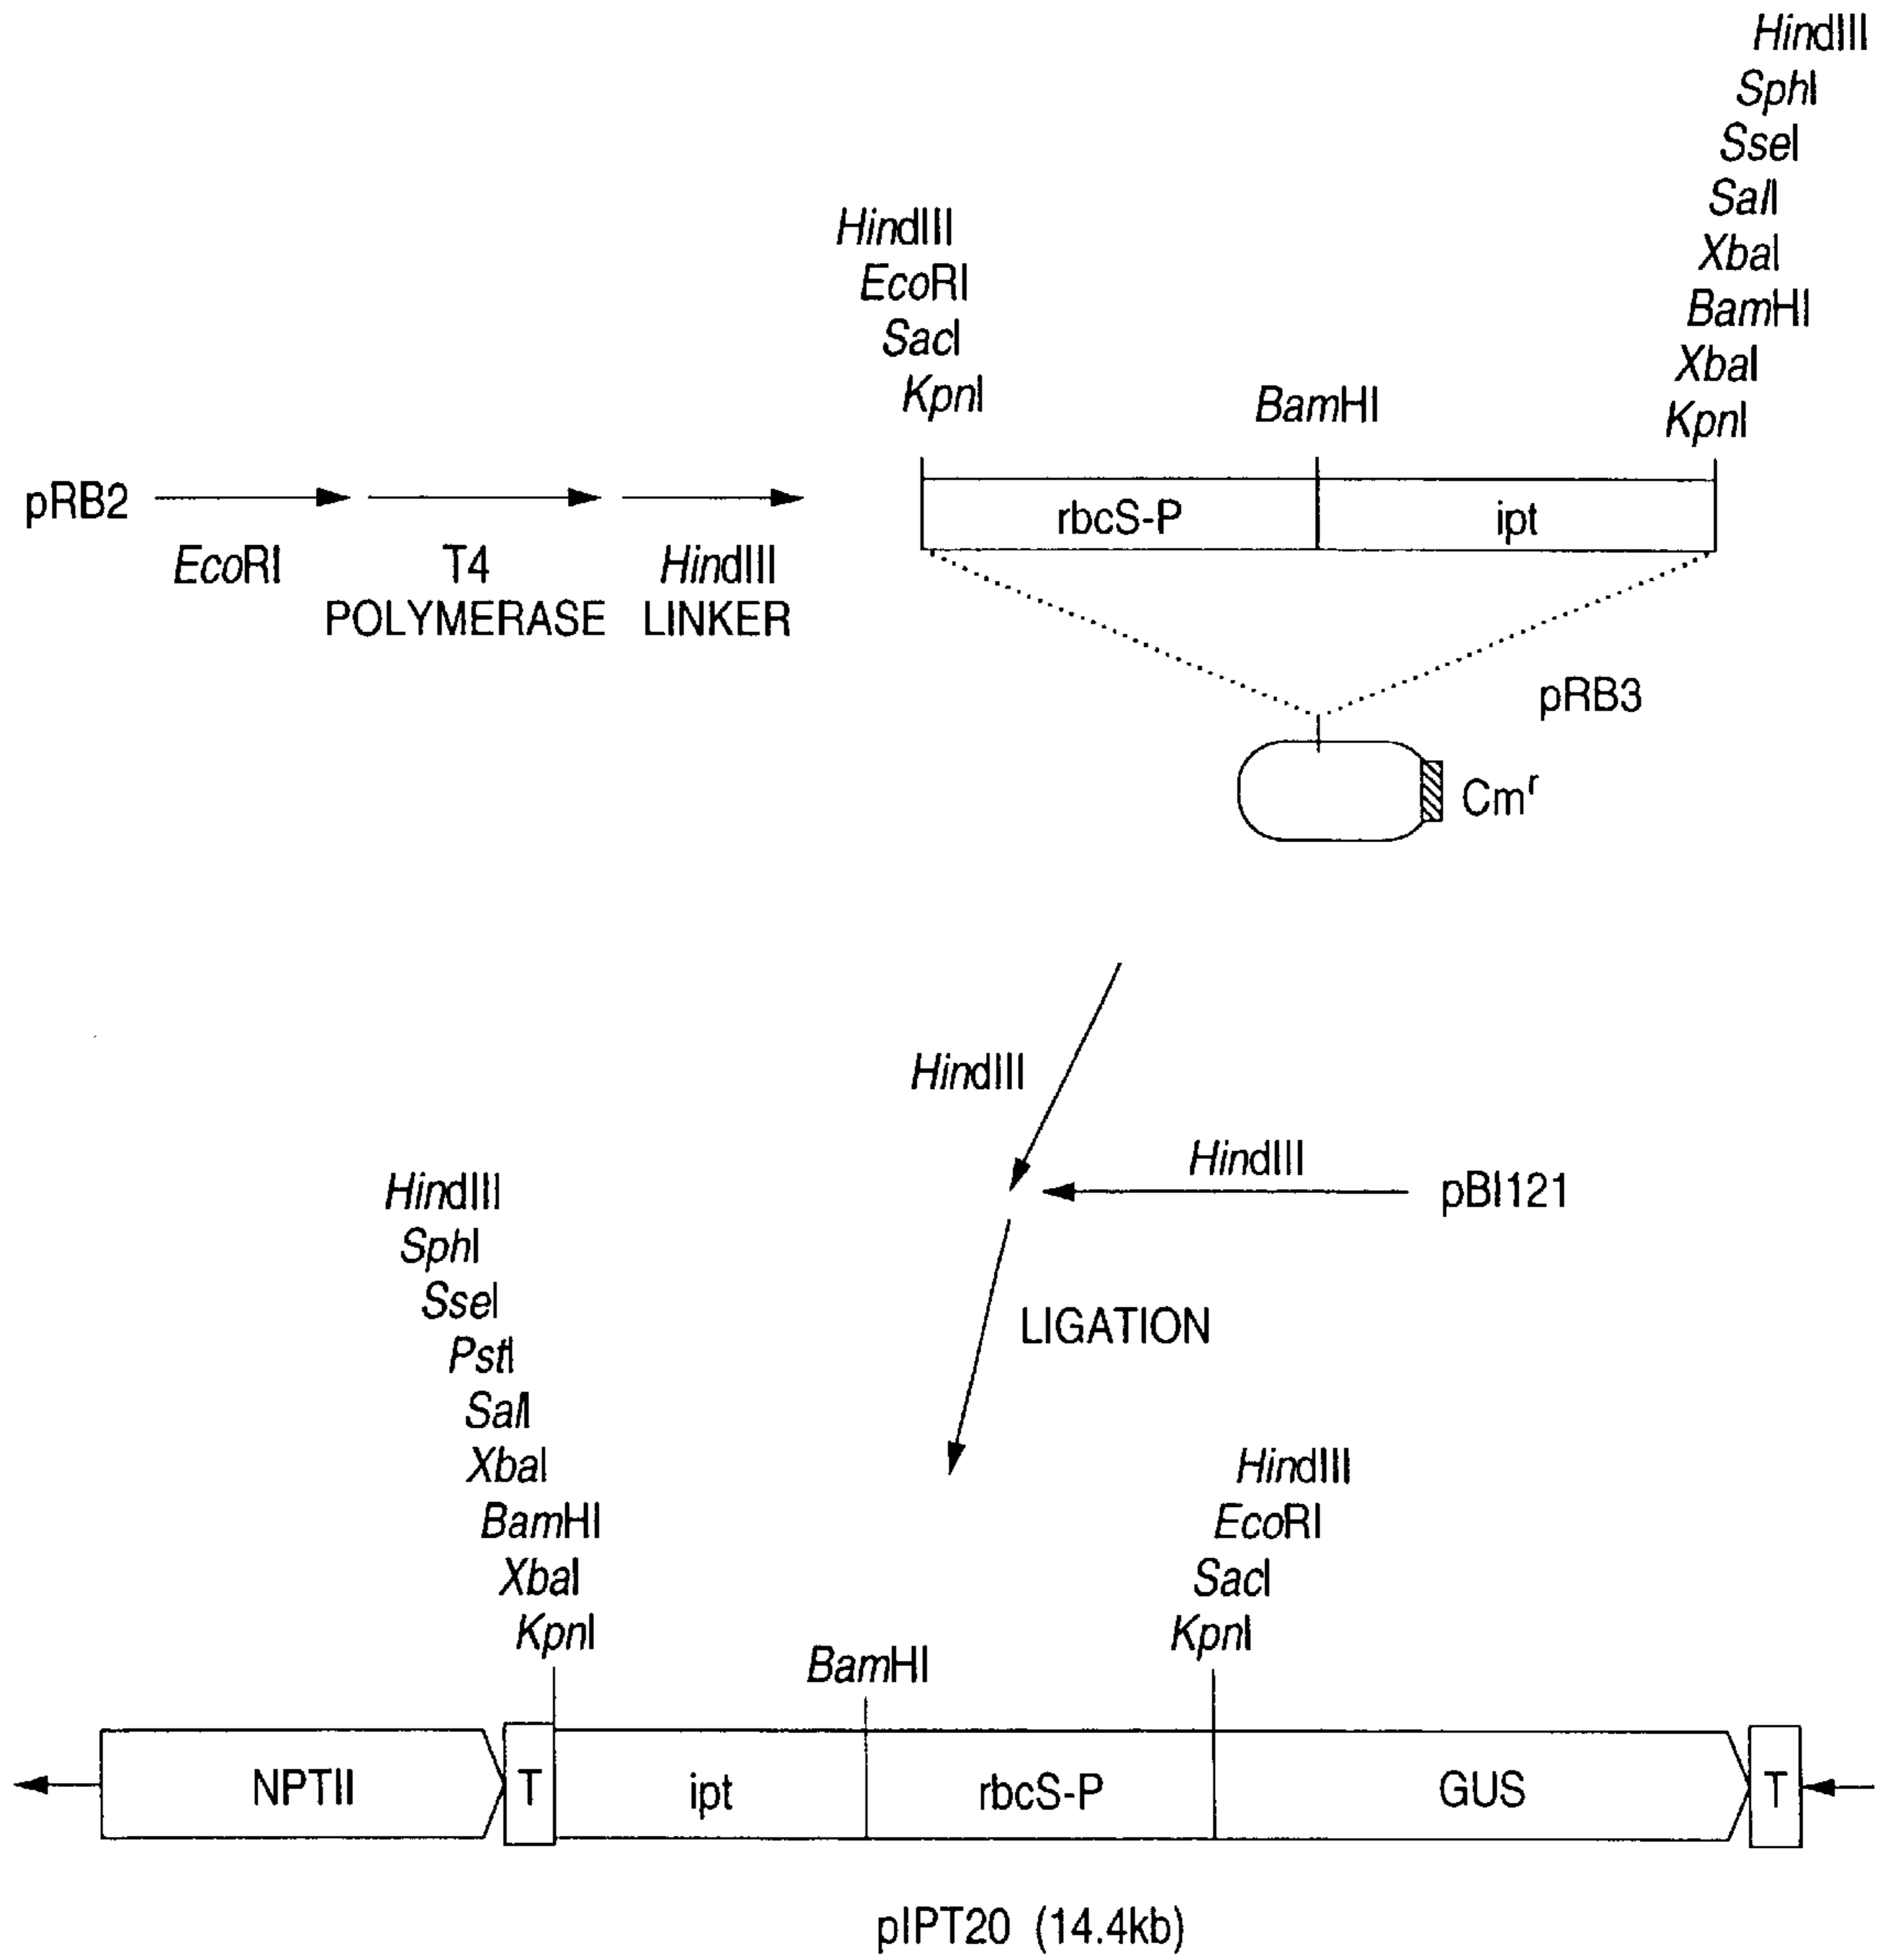 HindIII
SphI
SseI
SalI
XbaI
BamHI
XbaI
KpnI
HindIII
EcoRI
SacI
KpnI
BamHI
pRB2
EcoRI
T4
POLYMERASE
HindIII
LINKER
rbcS-P
ipt
pRB3
Cmʳ
HindIII
HindIII
pBI121
LIGATION
HindIII
SphI
SseI
PstI
SalI
XbaI
BamHI
XbaI
KpnI
BamHI
HindIII
EcoRI
SacI
KpnI
NPTII
T
ipt
rbcS-P
GUS
T
pIPT20 (14.4kb)